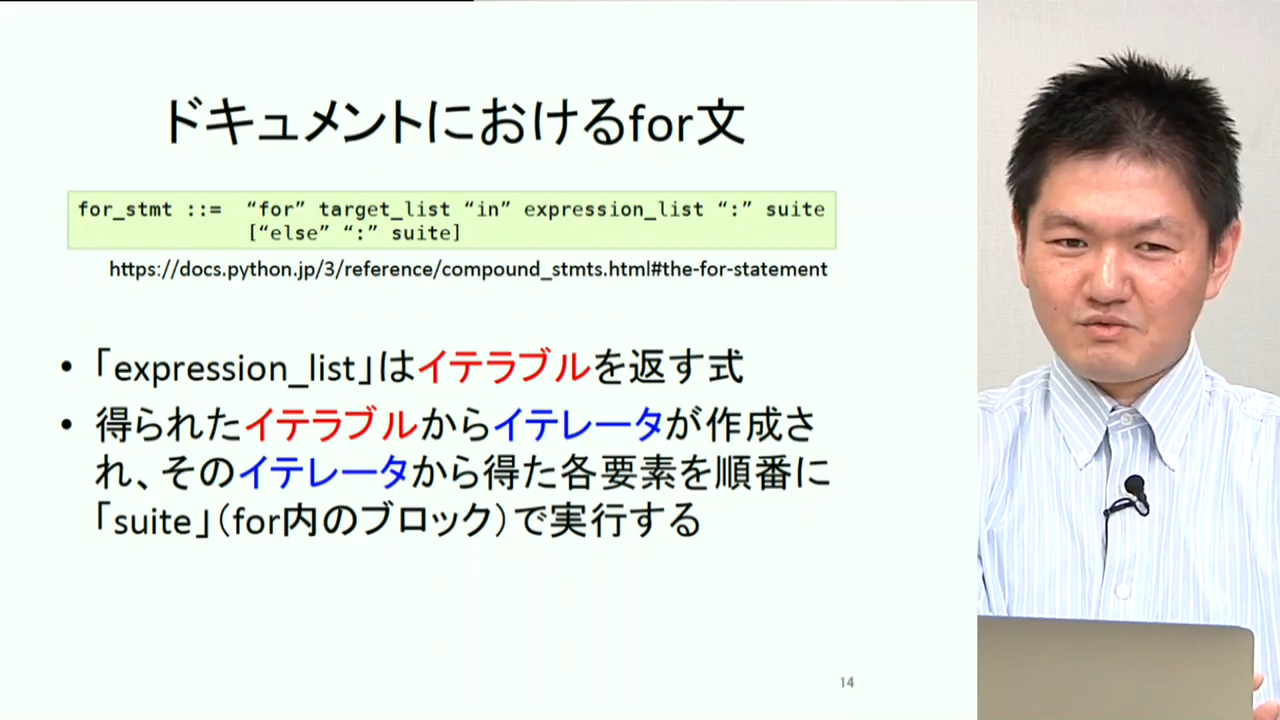 ドキュメントにおけるfor文
for_stmt ::= “for” target_list “in” expression_list “:” suite
[“else” “:” suite]
https://docs.python.jp/3/reference/compound_stmts.html#the-for-statement
• 「expression_list」はイテラブルを返す式
• 得られたイテラブルからイテレータが作成さ
れ、そのイテレータから得た各要素を順番に
「suite」（for内のブロック）で実行する
14